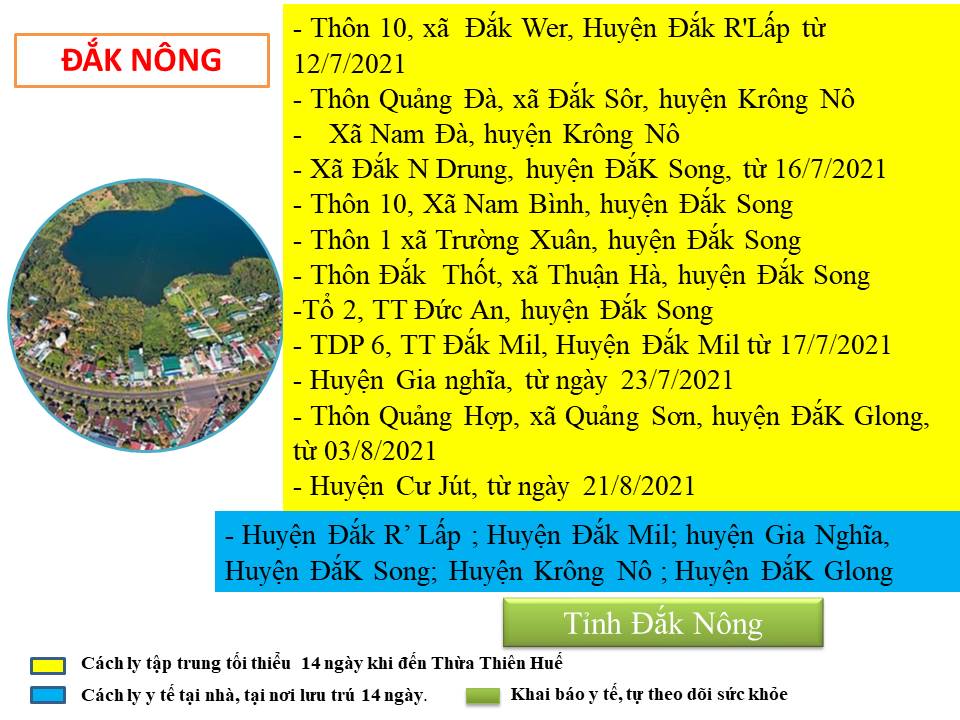 ĐẮK NÔNG
- Thôn 10, xã Đắk Wer, Huyện Đắk R'Lấp từ
12/7/2021
- Thôn Quảng Đà, xã Đắk Sôr, huyện Krông Nô
- Xã Nam Đà, huyện Krông Nô
- Xã Đắk N Drung, huyện ĐắK Song, từ 16/7/2021
- Thôn 10, Xã Nam Bình, huyện Đắk Song
- Thôn 1 xã Trường Xuân, huyện Đắk Song
- Thôn Đắk Thốt, xã Thuận Hà, huyện Đắk Song
-Tổ 2, TT Đức An, huyện Đắk Song
- TDP 6, TT Đắk Mil, Huyện Đắk Mil từ 17/7/2021
- Huyện Gia nghĩa, từ ngày 23/7/2021
- Thôn Quảng Hợp, xã Quảng Sơn, huyện ĐắK Glong,
từ 03/8/2021
- Huyện Cư Jút, từ ngày 21/8/2021
- Huyện Đắk R’ Lấp ; Huyện Đắk Mil; huyện Gia Nghĩa,
Huyện ĐắK Song; Huyện Krông Nô ; Huyện ĐắK Glong
Tỉnh Đắk Nông
Cách ly tập trung tối thiểu 14 ngày khi đến Thừa Thiên Huế
Cách ly y tế tại nhà, tại nơi lưu trú 14 ngày.
Khai báo y tế, tự theo dõi sức khỏe